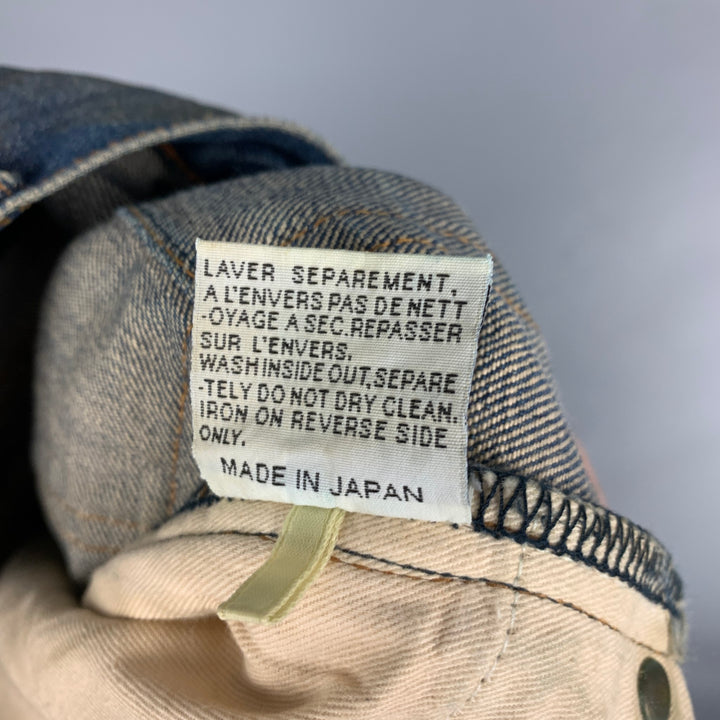 LAVER SEPAREMENT,
A L'ENVERS PAS DE NETT
-OYAGE A SEC. REPASSER
SUR L'ENVERS.
WASH INSIDE OUT, SEPARE
-TELY DO NOT DRY CLEAN.
IRON ON REVERSE SIDE
ONLY.
MADE IN JAPAN